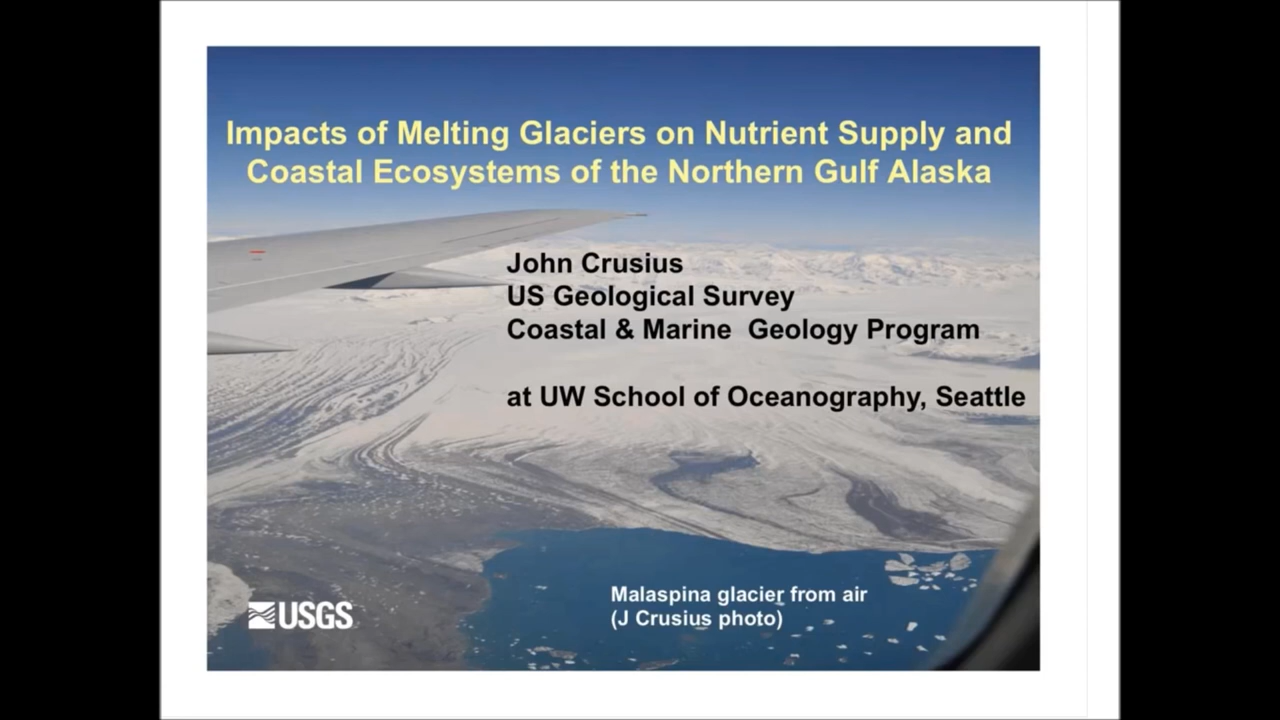 Impacts of Melting Glaciers on Nutrient Supply and
Coastal Ecosystems of the Northern Gulf Alaska
John Crusius
US Geological Survey
Coastal & Marine Geology Program
at UW School of Oceanography, Seattle
Malaspina glacier from air
(J Crusius photo)
USGS